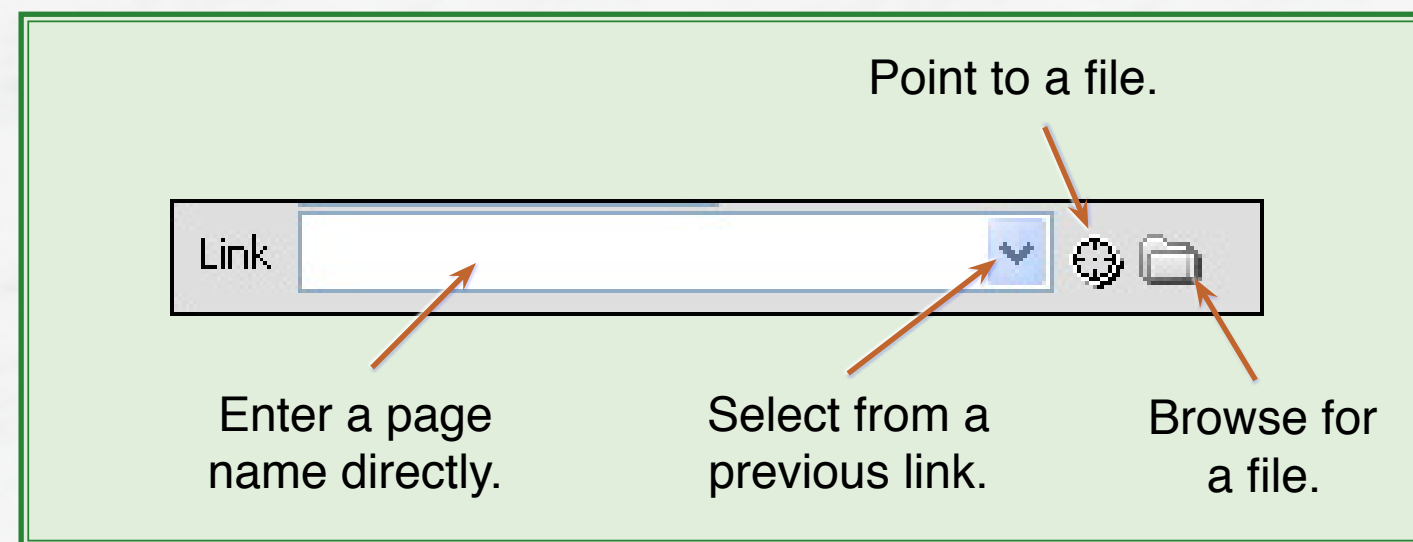 Point to a file.
Link
Enter a page
name directly.
Select from a
previous link.
Browse for
a file.